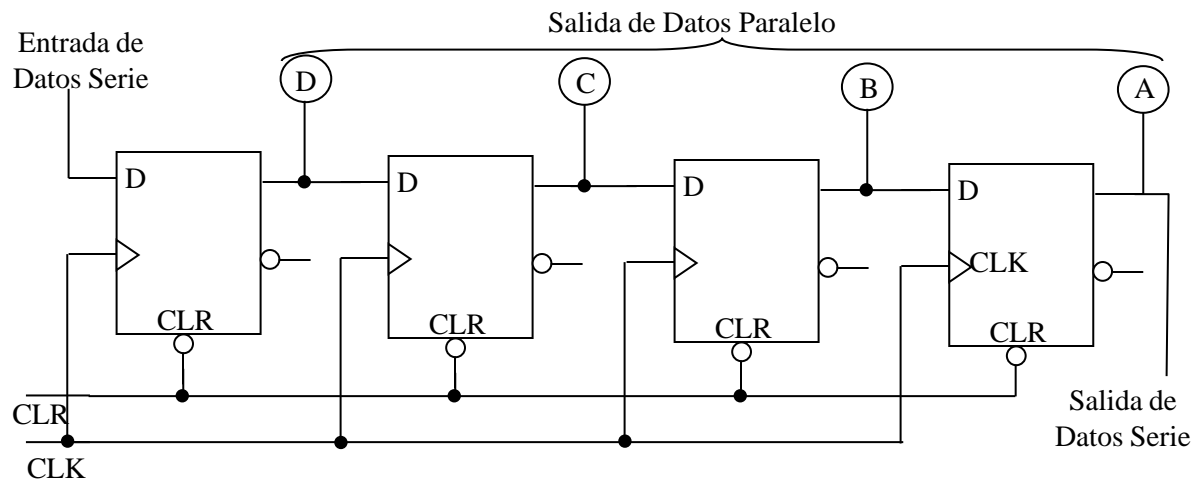 Salida de Datos Paralelo
Entrada de
Datos Serie
D
C
B
A
D
D
D
D
CLK
CLR
CLR
CLR
CLR
CLR
CLK
Salida de
Datos Serie